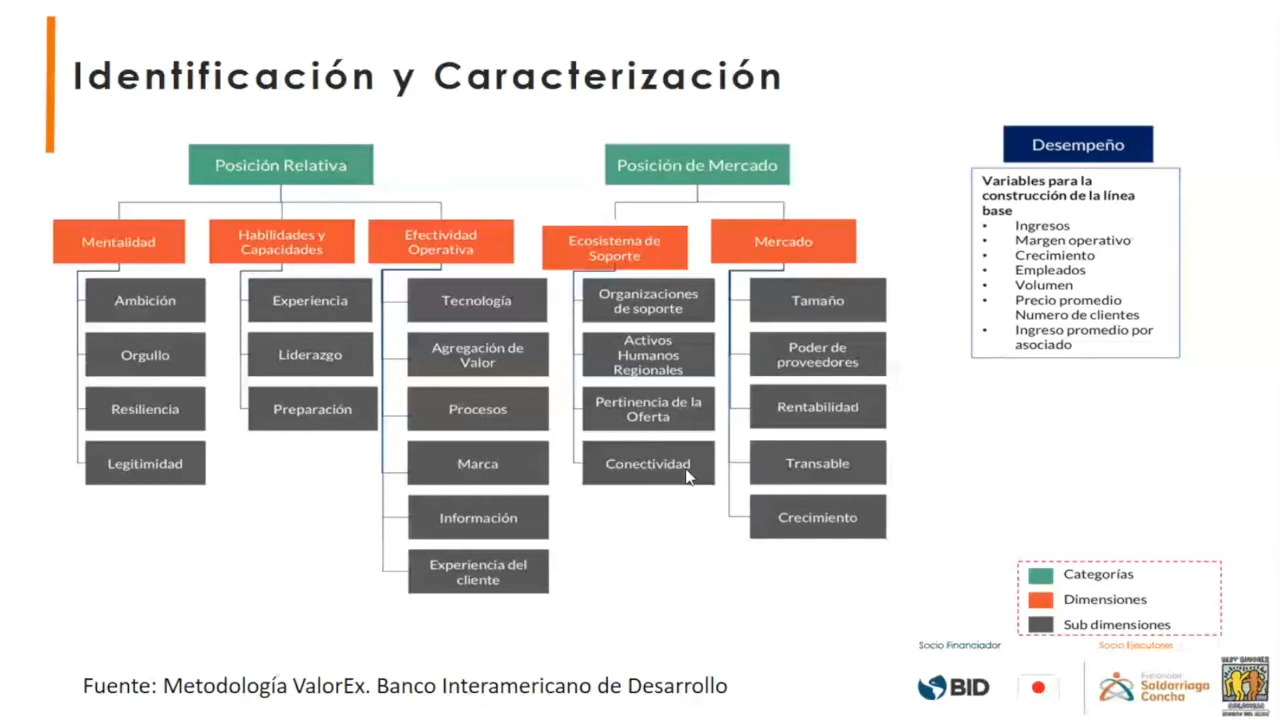 Identificación y Caracterización
Posición Relativa
Mentalidad
Ambición
Orgullo
Resiliencia
Legitimidad
Habilidades y
Capacidades
Experiencia
Liderazgo
Preparación
Efectividad
Operativa
Tecnología
Agregación de
Valor
Procesos
Marca
Información
Experiencia del
cliente
Posición de Mercado
Ecosistema de
Soporte
Organizaciones
de soporte
Activos
Humanos
Regionales
Pertinencia de la
Oferta
Conectividad
Mercado
Tamaño
Poder de
proveedores
Rentabilidad
Transable
Crecimiento
Desempeño
Variables para la
construcción de la línea
base
• Ingresos
• Margen operativo
• Crecimiento
• Empleados
• Volumen
• Precio promedio
Numero de clientes
• Ingreso promedio por
asociado
Categorías
Dimensiones
Sub dimensiones
Socio Financiador
Socio Ejecutores
BID
Fundación
Saldarriaga
Concha
Fuente: Metodología ValorEx. Banco Interamericano de Desarrollo